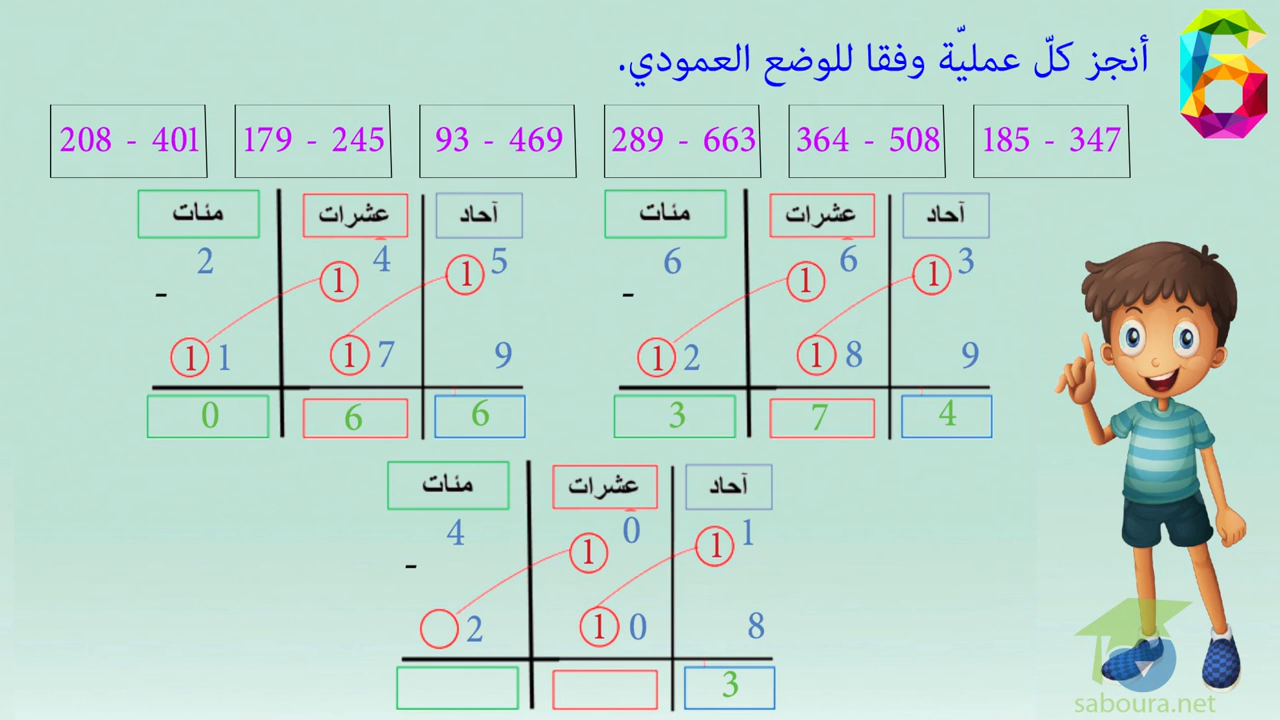 6
أنجز كلّ عمليّة وفقا للوضع العمودي.
185 - 347
364 - 508
289 - 663
93 - 469
179 - 245
208 - 401
مئات عشرات آحاد
2 1 4 1 5
-
1 1 1 7 9
0 6 6
مئات عشرات آحاد
6 1 6 1 3
-
1 2 1 8 9
3 7 4
مئات عشرات آحاد
4 1 0 1 1
-
2 1 0 8
3
saboura.net